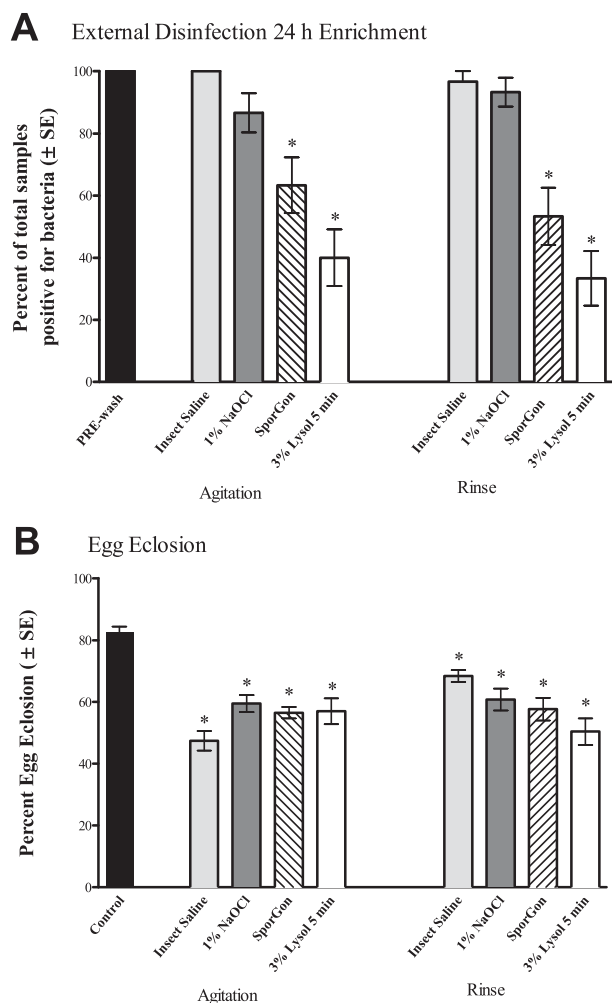 A External Disinfection 24 h Enrichment
Percent of total samples
positive for bacteria (± SE)
100
80
60
40
20
0
*
*
*
*
PRE-wash
Insect Saline
1% NaOCl
SporGon
3% Lysol 5 min
Insect Saline
1% NaOCl
SporGon
3% Lysol 5 min
Agitation
Rinse
B Egg Eclosion
Percent Egg Eclosion ( ± SE)
100
80
60
40
20
0
*
*
*
*
*
*
*
*
Control
Insect Saline
1% NaOCl
SporGon
3% Lysol 5 min
Insect Saline
1% NaOCl
SporGon
3% Lysol 5 min
Agitation
Rinse